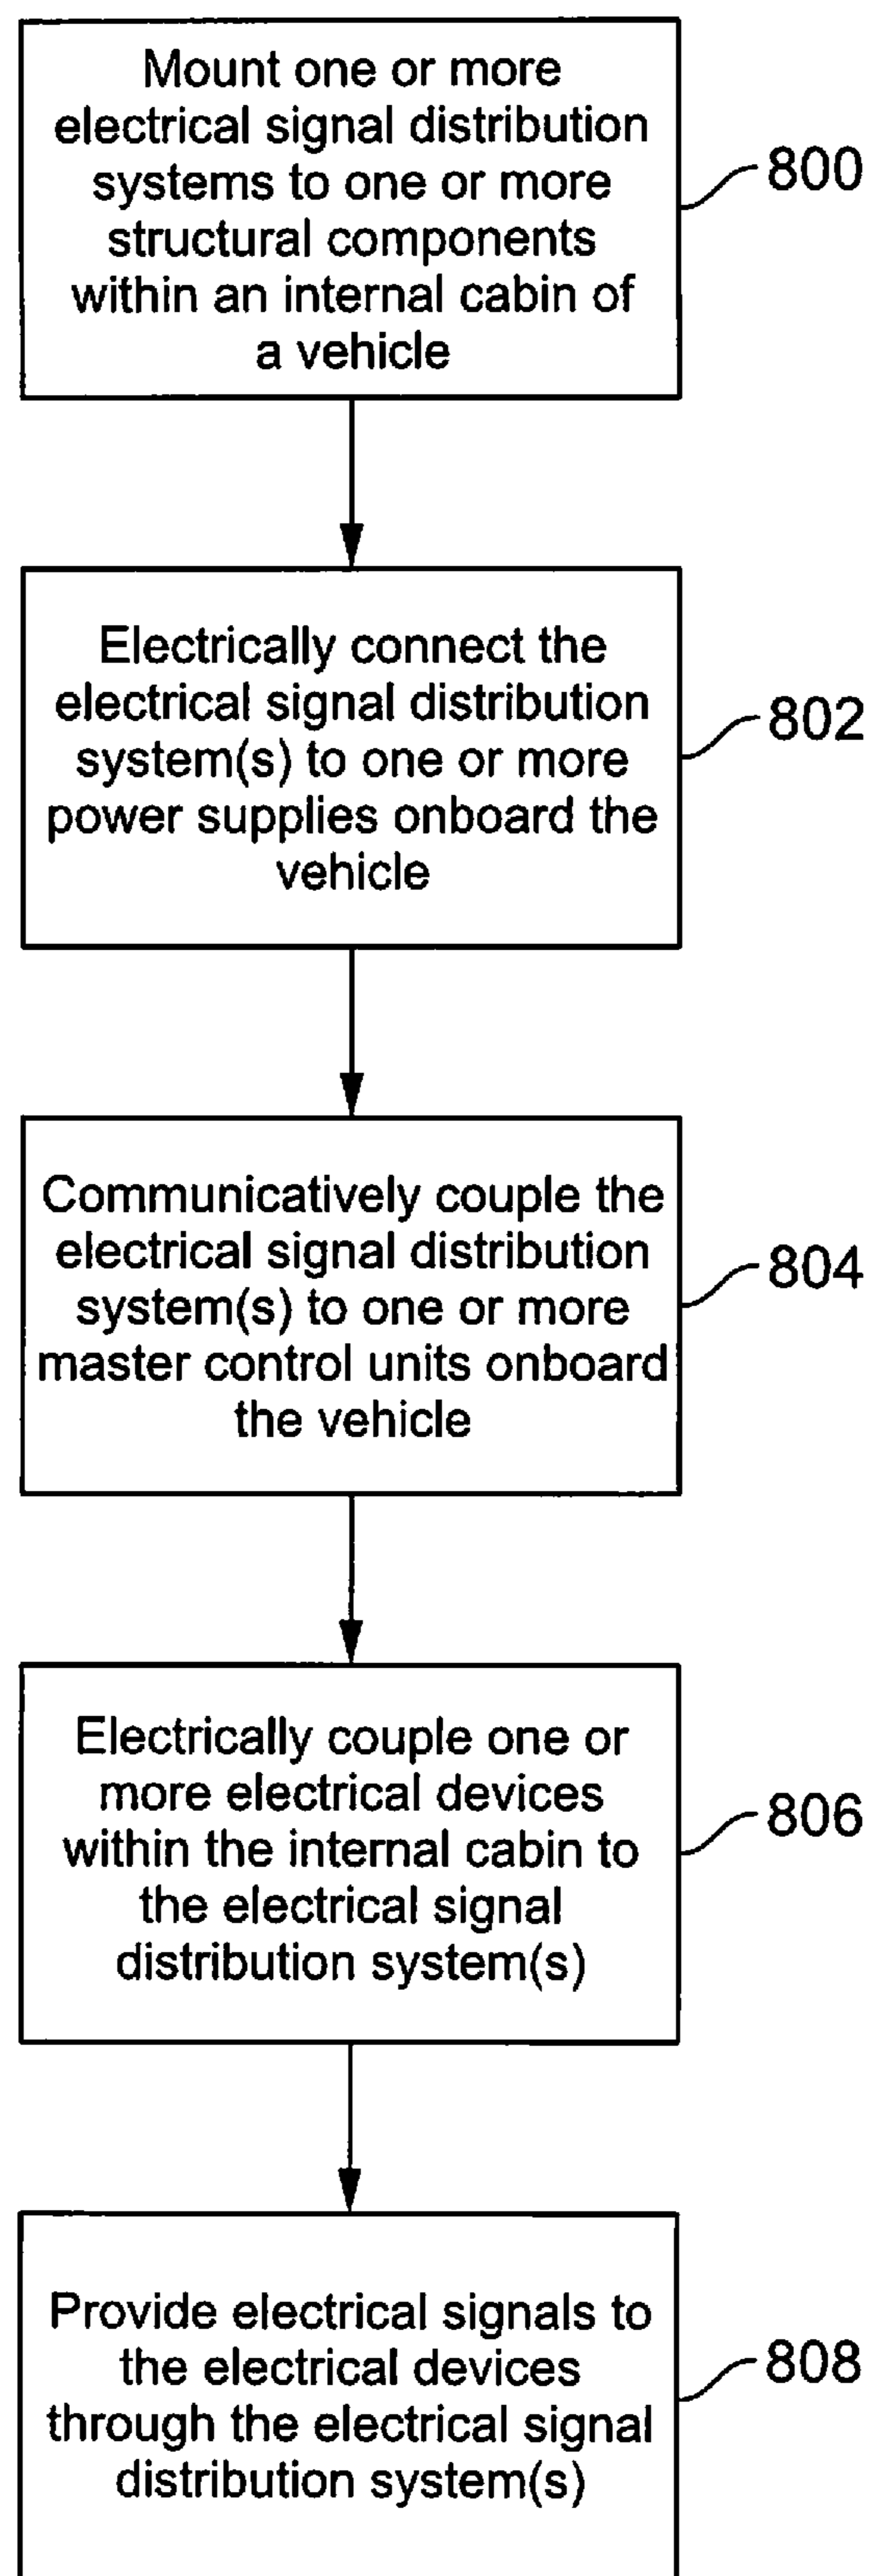 Mount one or more
electrical signal distribution
systems to one or more
structural components
within an internal cabin of
a vehicle
800
Electrically connect the
electrical signal distribution
system(s) to one or more
power supplies onboard the
vehicle
802
Communicatively couple the
electrical signal distribution
system(s) to one or more
master control units onboard
the vehicle
804
Electrically couple one or
more electrical devices
within the internal cabin to
the electrical signal
distribution system(s)
806
Provide electrical signals to
the electrical devices
through the electrical signal
distribution system(s)
808